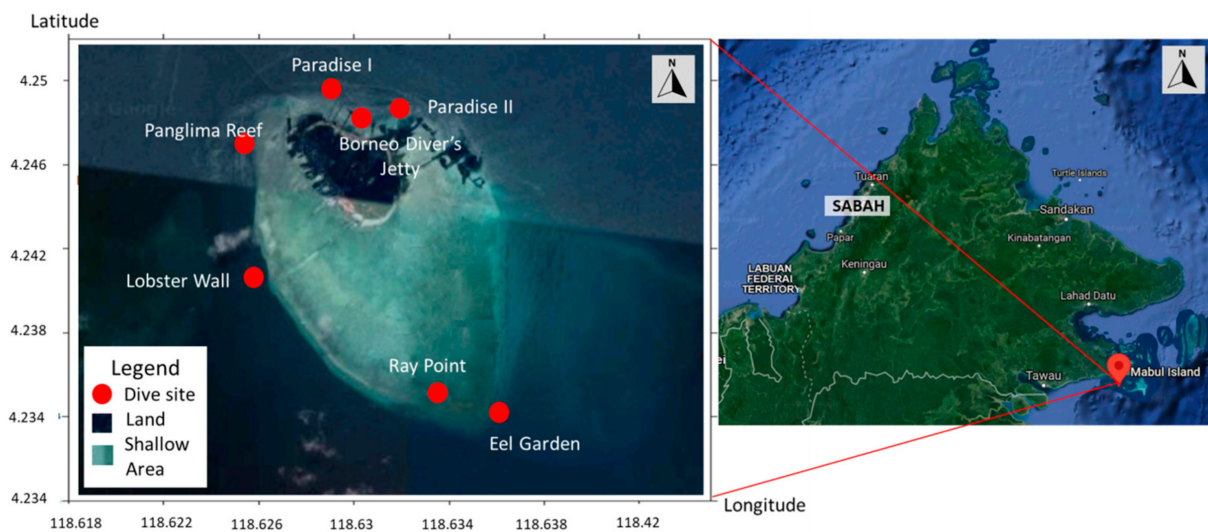 Latitude
4.25
4.246
4.242
4.238
4.234
4.234
118.618
118.622
118.626
118.63
118.634
118.638
118.42
Longitude
N
Paradise I
Paradise II
Panglima Reef
Borneo Diver's
Jetty
Lobster Wall
Ray Point
Eel Garden
Legend
Dive site
Land
Shallow
Area
N
Turtle Islands
Tuaran
SABAH
Sandakan
Papar
Kinabatangan
Keningau
LABUAN
FEDERAL
TERRITORY
Lahad Datu
Mabul Island
Tawau